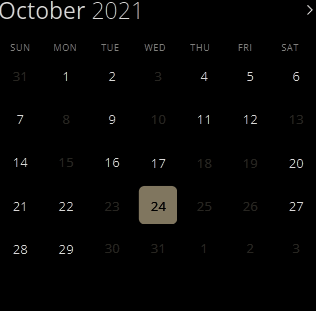 October 2021
SUN MON TUE WED THU FRI SAT
31 1 2 3 4 5 6
7 8 9 10 11 12 13
14 15 16 17 18 19 20
21 22 23 24 25 26 27
28 29 30 31 1 2 3